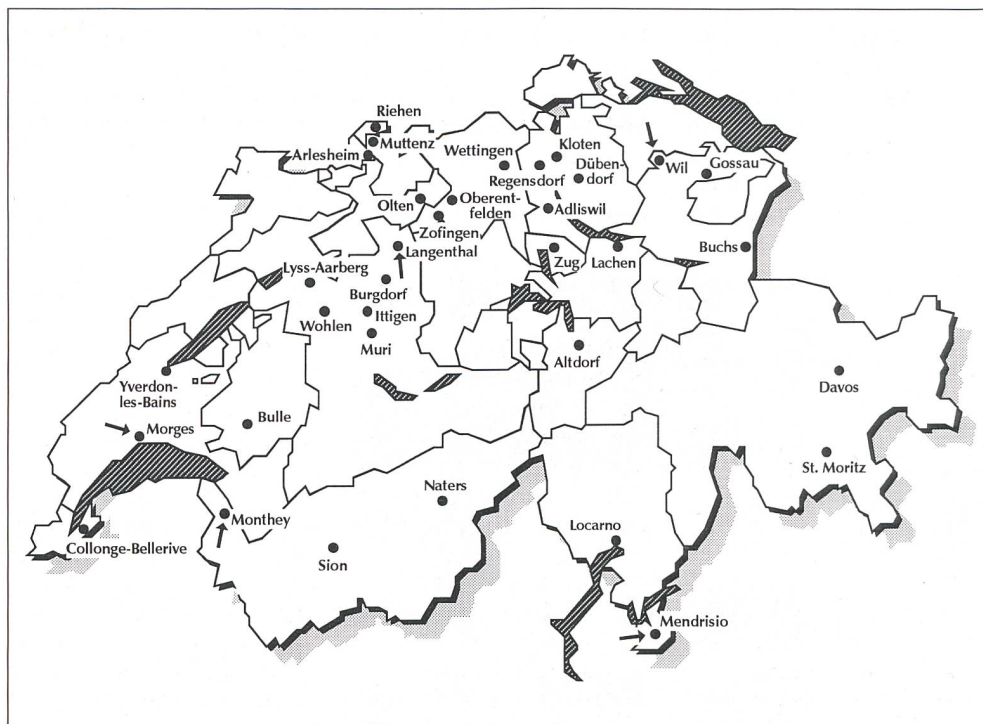 Riehen
Muttenz
Arlesheim
Wettingen
Kloten
Regensdorf
Düben-
dorf
Wil
Gossau
Olten
Oberent-
felden
Adliswil
Zofingen
Langenthal
Zug
Lachen
Buchs
Lyss-Aarberg
Burgdorf
Wohlen
Ittigen
Muri
Altdorf
Yverdon-
les-Bains
Bulle
Davos
Morges
St. Moritz
Naters
Monthey
Locarno
Collonge-Bellerive
Sion
Mendrisio